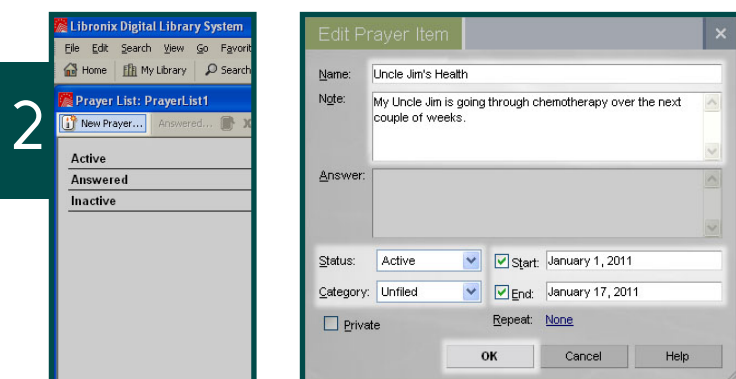 2
Libronix Digital Library System
File Edit Search View Go Favorit
Home My Library Search
Prayer List: PrayerList1
New Prayer... Answered...
Active
Answered
Inactive
Edit Prayer Item
Name: Uncle Jim's Health
Note: My Uncle Jim is going through chemotherapy over the next
couple of weeks.
Answer:
Status: Active Start: January 1, 2011
Category: Unfiled End: January 17, 2011
Private Repeat: None
OK Cancel Help